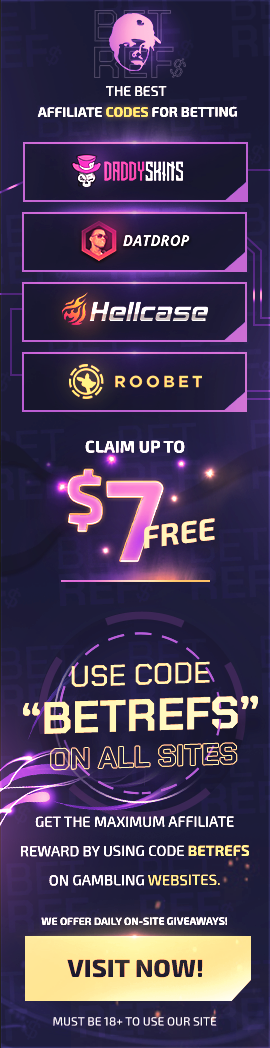 BET
REF$
THE BEST
AFFILIATE CODES FOR BETTING
DADDYSKINS
DATDROP
Hellcase
ROOBET
CLAIM UP TO
$7 FREE
USE CODE
“BETREFS”
ON ALL SITES
GET THE MAXIMUM AFFILIATE
REWARD BY USING CODE BETREFS
ON GAMBLING WEBSITES.
WE OFFER DAILY ON-SITE GIVEAWAYS!
VISIT NOW!
MUST BE 18+ TO USE OUR SITE